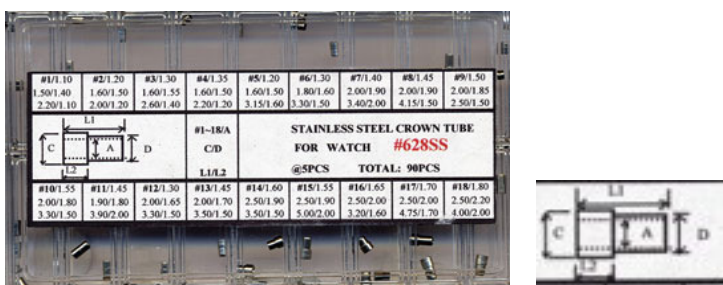 #1/1.10 #2/1.20 #3/1.30 #4/1.35 #5/1.20 #6/1.30 #7/1.40 #8/1.45 #9/1.50
1.50/1.40 1.60/1.50 1.60/1.55 1.60/1.50 1.60/1.50 1.80/1.60 2.00/1.90 2.00/1.90 2.00/1.85
2.20/1.10 2.00/1.20 2.60/1.40 2.20/1.20 3.15/1.60 3.30/1.50 3.40/2.00 4.15/1.50 2.50/1.50
L1
C A D
L2
#1~18/A
C/D
L1/L2
STAINLESS STEEL CROWN TUBE
FOR WATCH #628SS
@5PCS TOTAL: 90PCS
#10/1.55 #11/1.45 #12/1.30 #13/1.45 #14/1.60 #15/1.55 #16/1.65 #17/1.70 #18/1.80
2.00/1.80 1.90/1.80 2.00/1.65 2.00/1.70 2.50/1.90 2.50/1.90 2.50/2.00 2.50/2.00 2.50/2.20
3.30/1.50 3.90/2.00 3.30/1.50 3.50/1.50 3.50/1.50 5.00/2.00 3.20/1.60 4.75/1.70 4.00/2.00
L1
C A D
L2